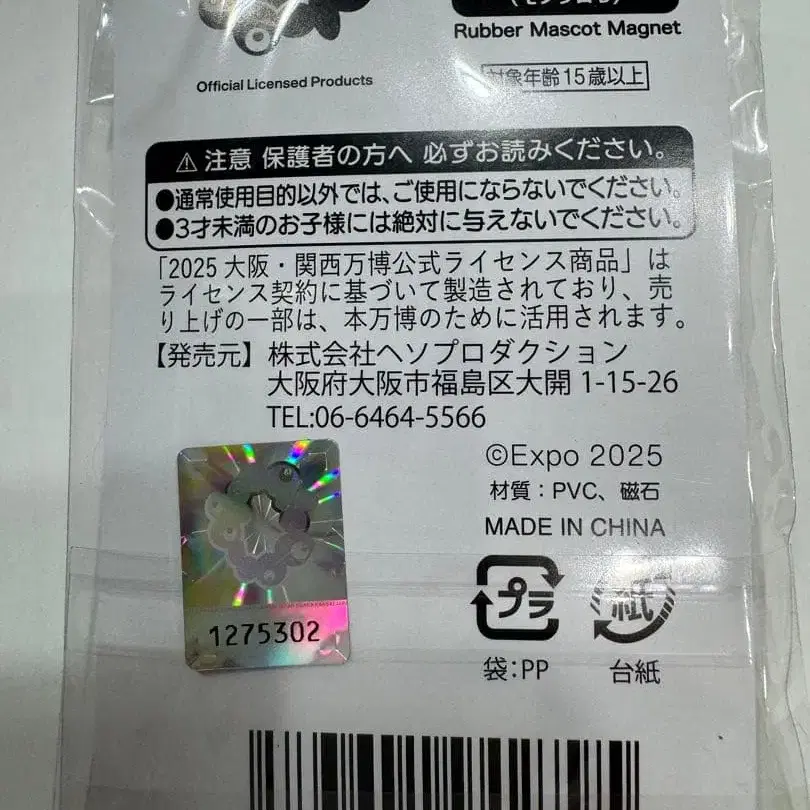 Rubber Mascot Magnet
Official Licensed Products
対象年齢15歳以上
⚠注意 保護者の方へ 必ずお読みください。
●通常使用目的以外では、ご使用にならないでください。
●3才未満のお子様には絶対に与えないでください。
「2025 大阪・関西万博公式ライセンス商品」は
ライセンス契約に基づいて製造されており、売
り上げの一部は、本万博のために活用されます。
【発売元】株式会社ヘソプロダクション
大阪府大阪市福島区大開 1-15-26
TEL:06-6464-5566
©Expo 2025
材質：PVC、磁石
MADE IN CHINA
1275302
プラ
紙
袋：PP
台紙